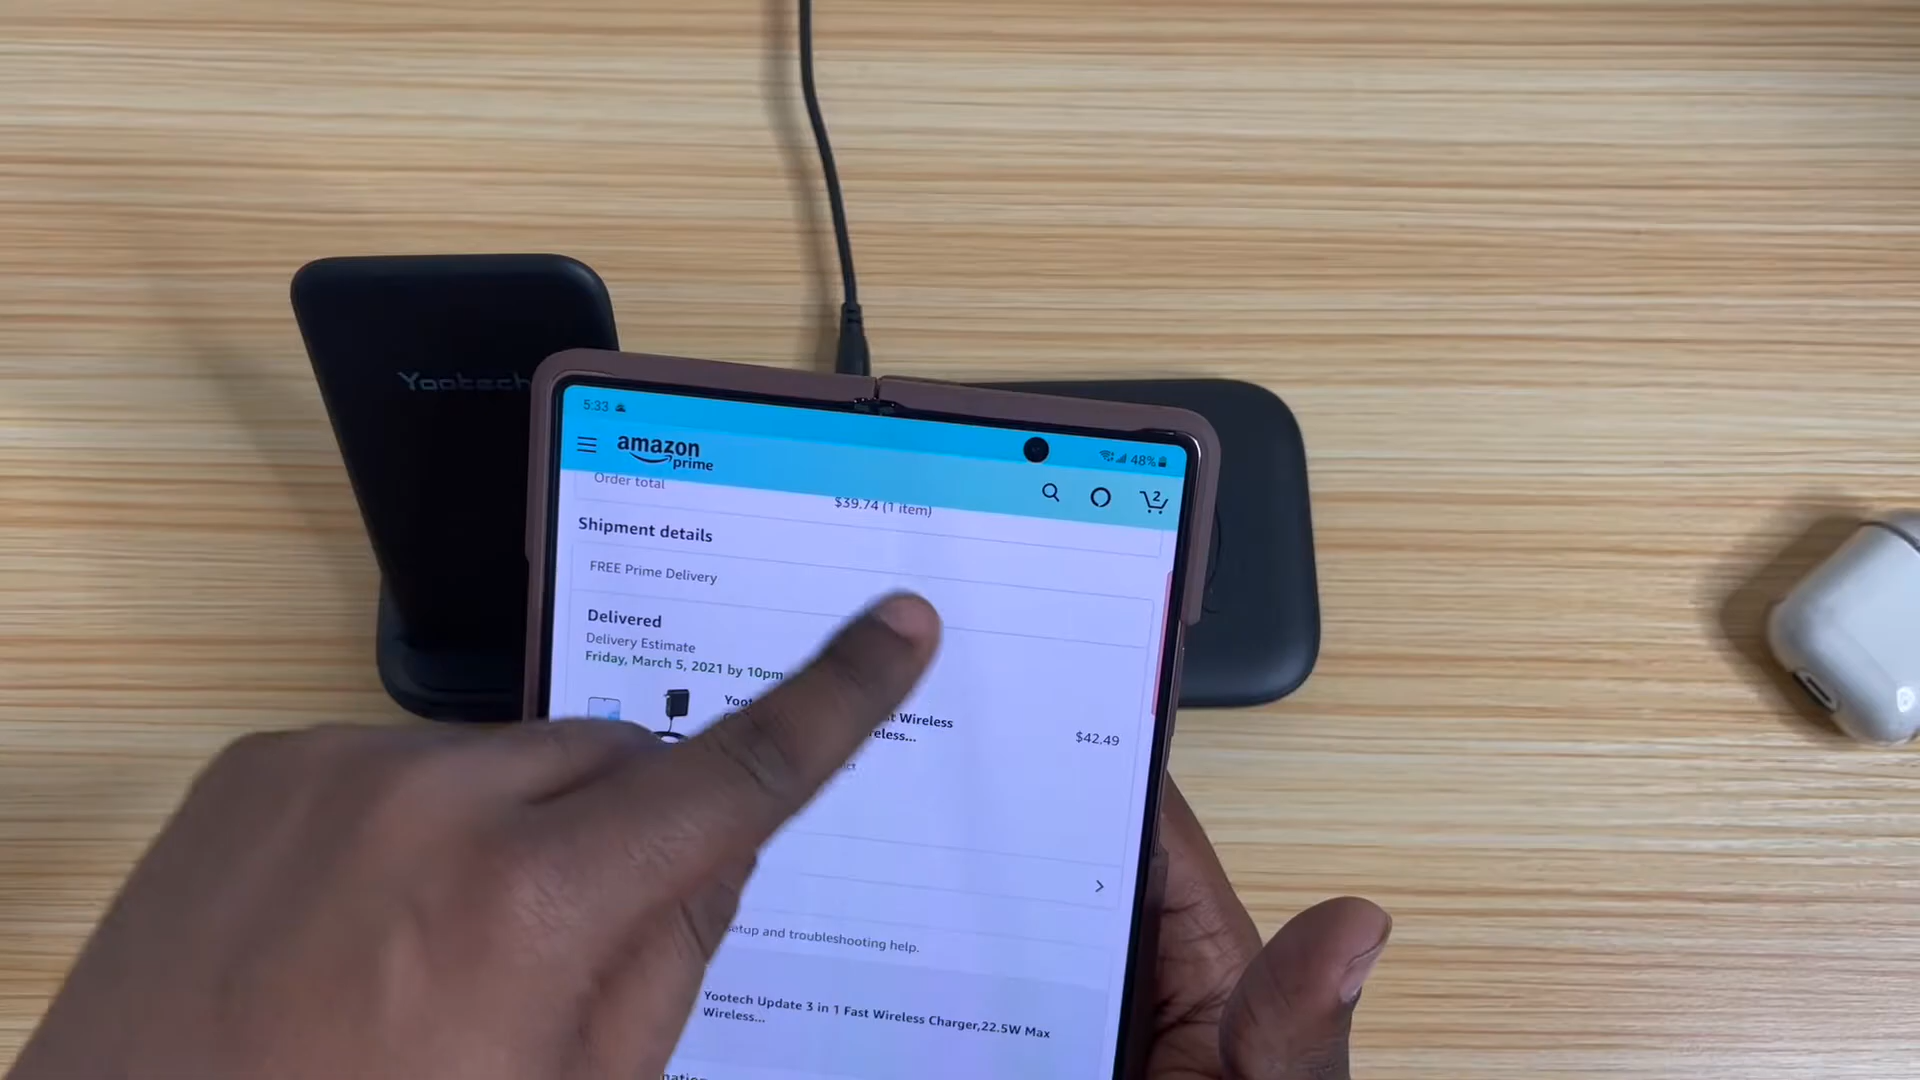 Yootech
5:33
48%
amazon
prime
2
Order total
$39.74 (1 item)
Shipment details
FREE Prime Delivery
Delivered
Delivery Estimate
Friday, March 5, 2021 by 10pm
Wireless
$42.49
setup and troubleshooting help.
Yootech Update 3 in 1 Fast Wireless Charger,22.5W Max
Wireless...